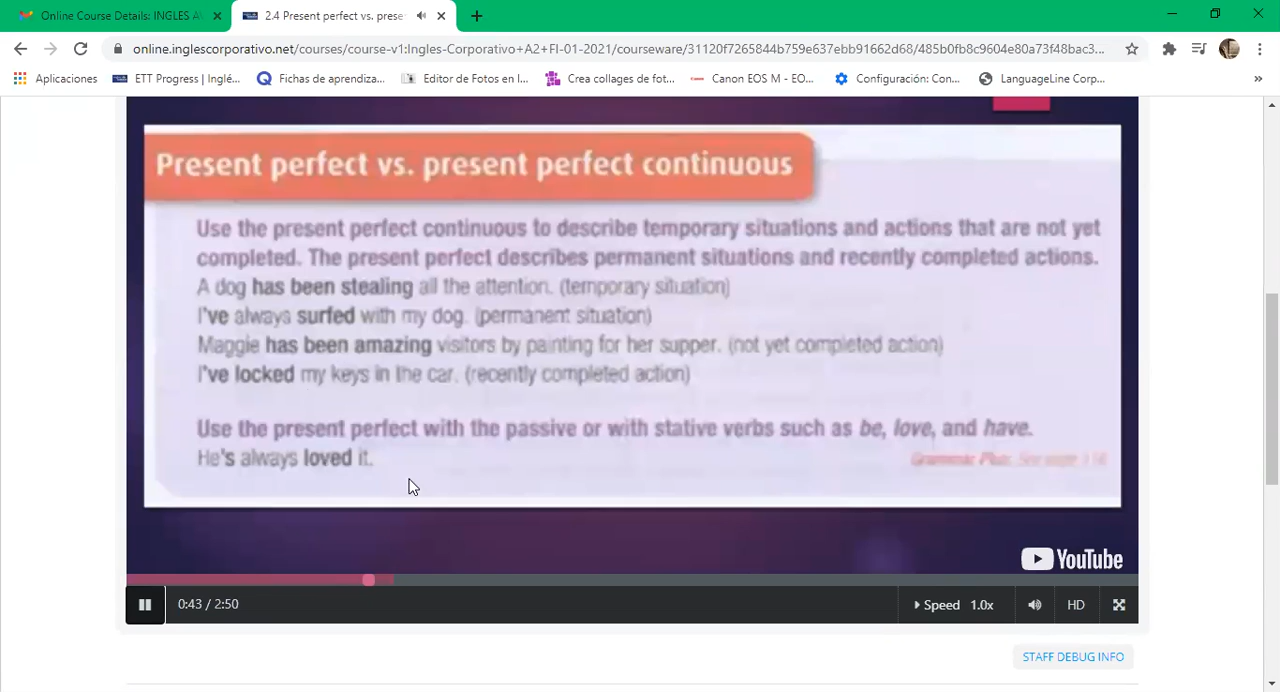 Online Course Details: INGLES A
2.4 Present perfect vs. prese
online.inglescorporativo.net/courses/course-v1:Ingles-Corporativo+A2+FI-01-2021/courseware/31120f7265844b759e637ebb91662d68/485b0fb8c9604e80a73f48bac3...
Aplicaciones ETT Progress | Inglé... Fichas de aprendiza... Editor de Fotos en l... Crea collages de fot... Canon EOS M - EO... Configuración: Con... LanguageLine Corp... »
Present perfect vs. present perfect continuous
Use the present perfect continuous to describe temporary situations and actions that are not yet
completed. The present perfect describes permanent situations and recently completed actions.
A dog has been stealing all the attention. (temporary situation)
I've always surfed with my dog. (permanent situation)
Maggie has been amazing visitors by painting for her supper. (not yet completed action)
I've locked my keys in the car. (recently completed action)
Use the present perfect with the passive or with stative verbs such as be, love, and have.
He's always loved it.
Grammar Plus: See page
YouTube
0:43 / 2:50
Speed 1.0x
HD
STAFF DEBUG INFO